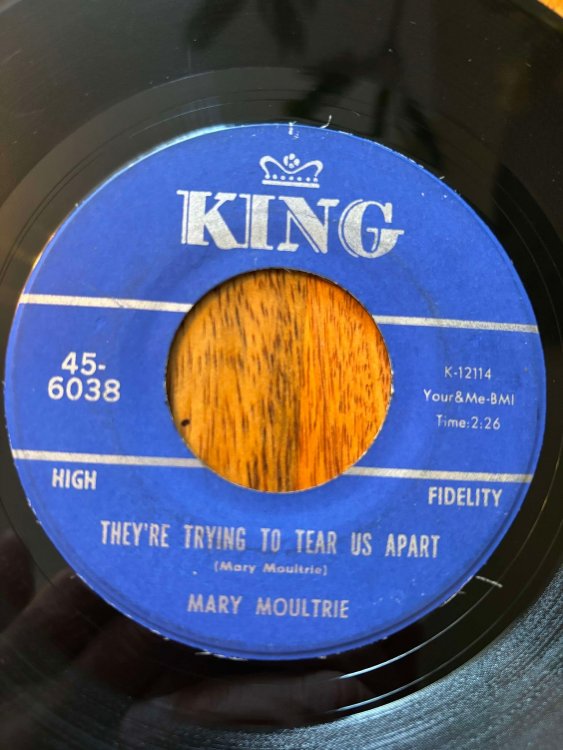 KING
45-
6038
K-12114
Your&Me-BMI
Time:2:26
HIGH
FIDELITY
THEY'RE TRYING TO TEAR US APART
(Mary Moultrie)
MARY MOULTRIE